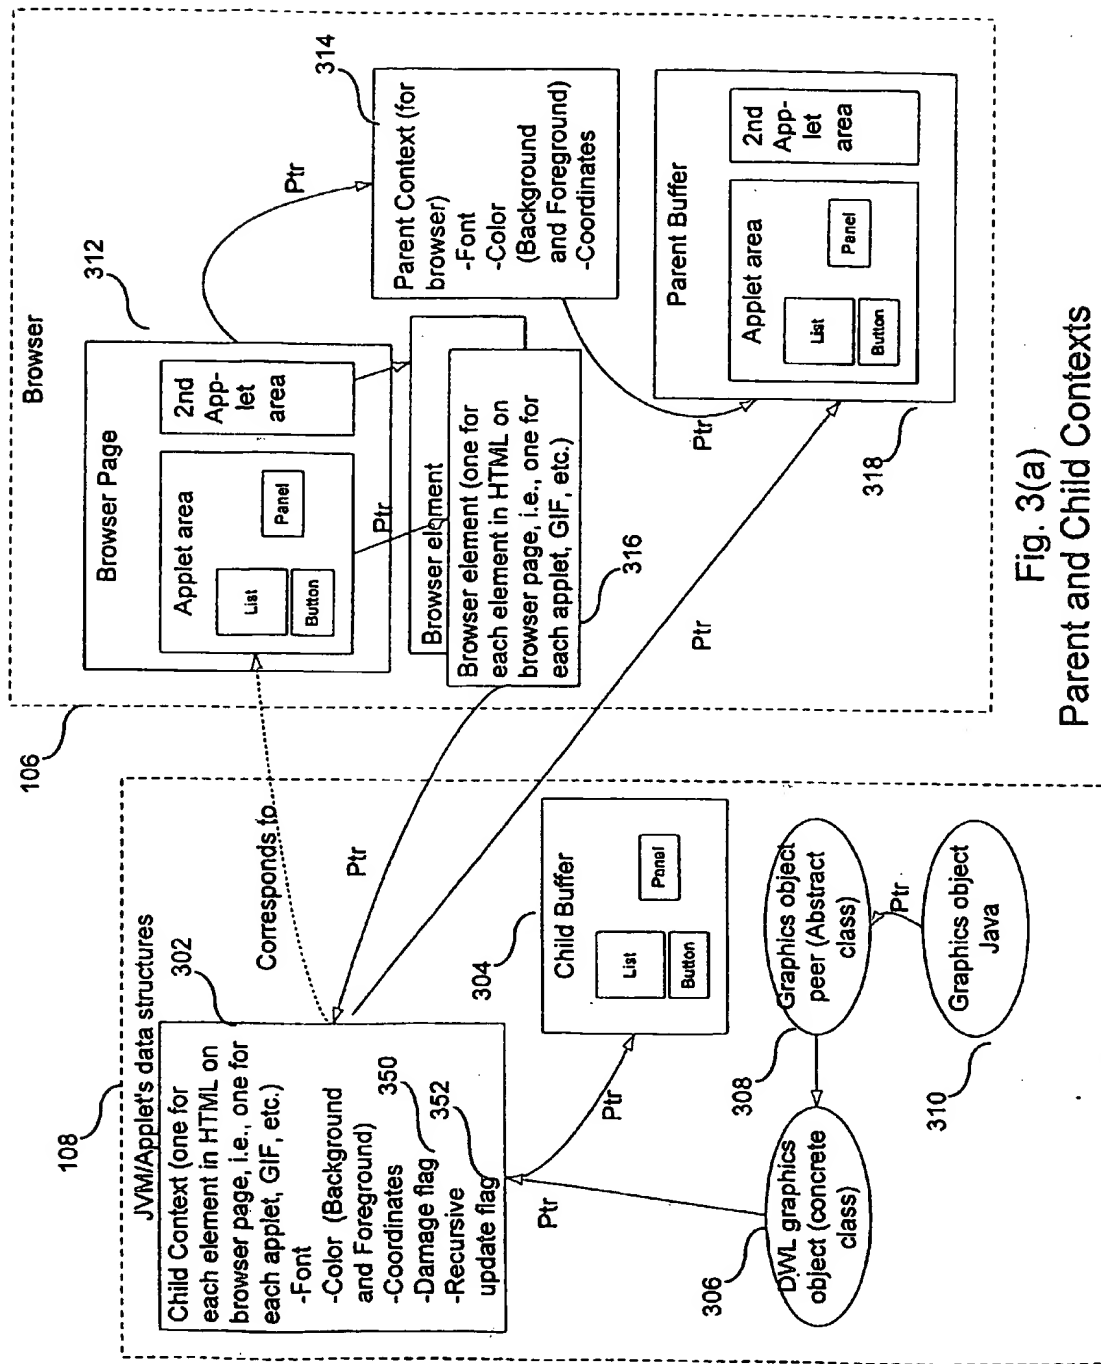 108
JVM/Applet's data structures
Child Context (one for
each element in HTML on
browser page, i.e., one for
each applet, GIF, etc.)
-Font
-Color (Background
and Foreground)
-Coordinates
-Damage flag
-Recursive
update flag
302
350
352
Corresponds to
Ptr
Ptr
Ptr
304
Child Buffer
List
Button
Panel
306
DWL graphics
object (concrete
class)
308
Graphics object
peer (Abstract
class)
Ptr
310
Graphics object
Java
106
Browser
312
Browser Page
Applet area
List
Button
Panel
2nd
App-
let
area
Ptr
Ptr
Browser element
Browser element (one for
each element in HTML on
browser page, i.e., one for
each applet, GIF, etc.)
316
314
Parent Context (for
browser)
-Font
-Color
(Background
and Foreground)
-Coordinates
Ptr
Ptr
318
Parent Buffer
Applet area
List
Button
Panel
2nd
App-
let
area
Fig. 3(a)
Parent and Child Contexts